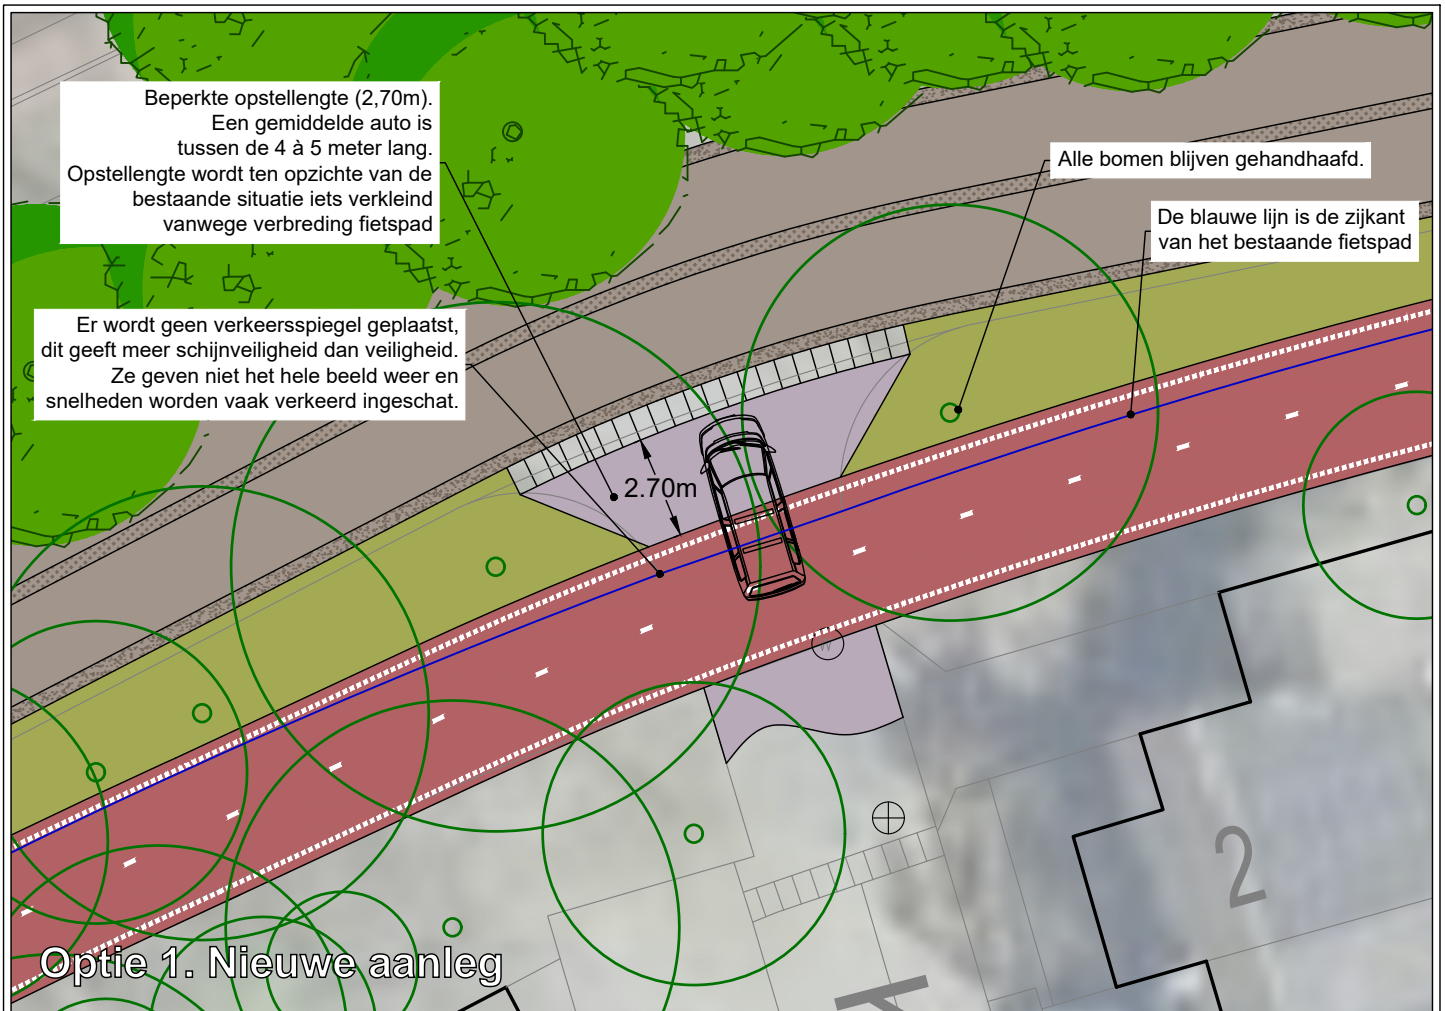 Beperkte opstellengte (2,70m).
Een gemiddelde auto is
tussen de 4 à 5 meter lang.
Opstellengte wordt ten opzichte van de
bestaande situatie iets verkleind
vanwege verbreding fietspad
Alle bomen blijven gehandhaafd.
De blauwe lijn is de zijkant
van het bestaande fietspad
Er wordt geen verkeersspiegel geplaatst,
dit geeft meer schijnveiligheid dan veiligheid.
Ze geven niet het hele beeld weer en
snelheden worden vaak verkeerd ingeschat.
2.70m
W
2
Optie 1. Nieuwe aanleg